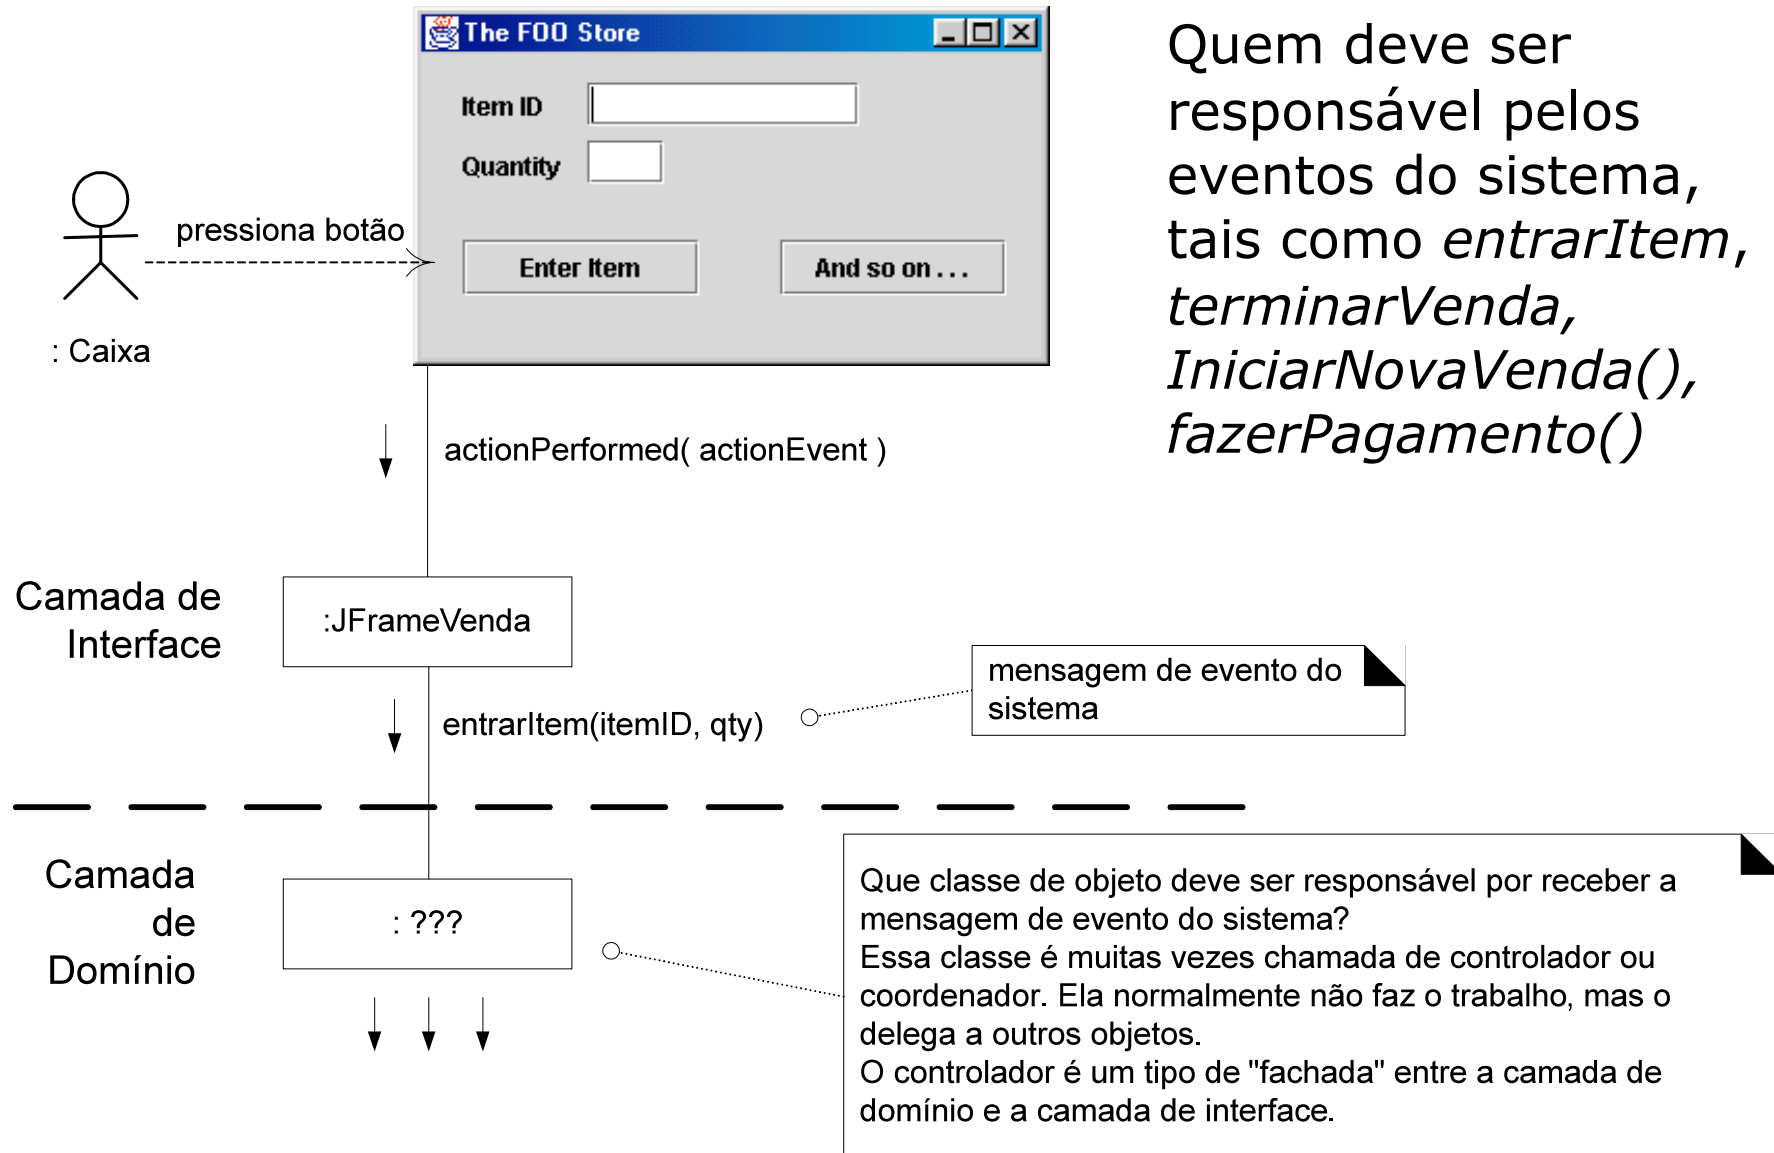 The FOO Store
Item ID
Quantity
Enter Item
And so on . . .
pressiona botão
: Caixa
Quem deve ser
responsável pelos
eventos do sistema,
tais como entrarItem,
terminarVenda,
IniciarNovaVenda(),
fazerPagamento()
actionPerformed( actionEvent )
Camada de
Interface
:JFrameVenda
mensagem de evento do
sistema
entrarItem(itemID, qty)
Camada
de
Domínio
: ???
Que classe de objeto deve ser responsável por receber a
mensagem de evento do sistema?
Essa classe é muitas vezes chamada de controlador ou
coordenador. Ela normalmente não faz o trabalho, mas o
delega a outros objetos.
O controlador é um tipo de "fachada" entre a camada de
domínio e a camada de interface.